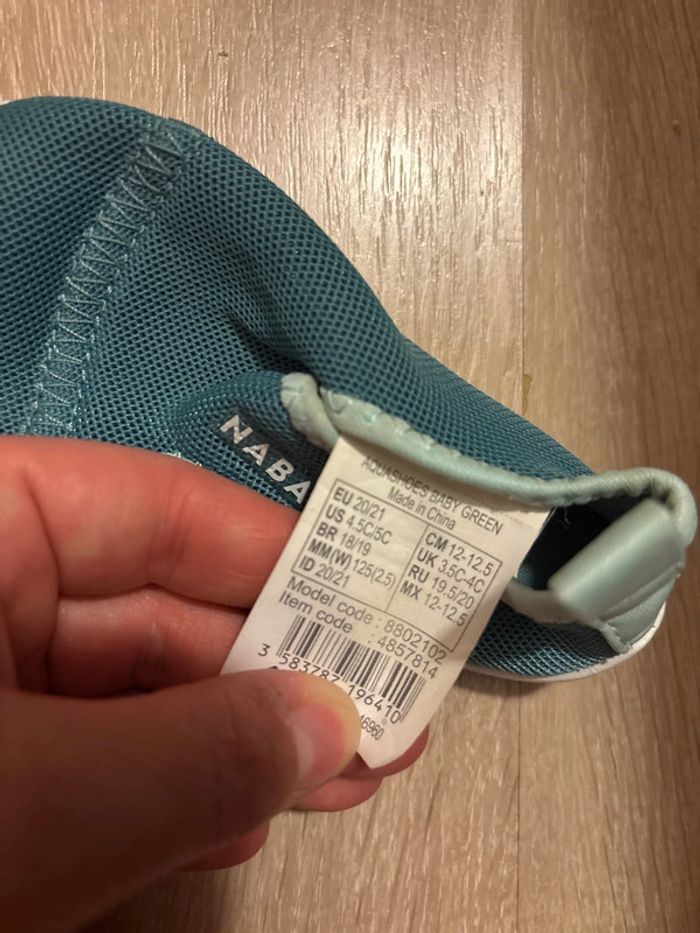 NABA
AQUASHOES BABY GREEN
Made in China
EU 20/21
US 4.5C/5C
BR 18/19
MM(W) 125(2.5)
ID 20/21
CM 12-12.5
UK 3.5C-4C
RU 19.5/20
MX 12-12.5
Model code : 8802102
Item code : 4857814
3 583787 196410
46960